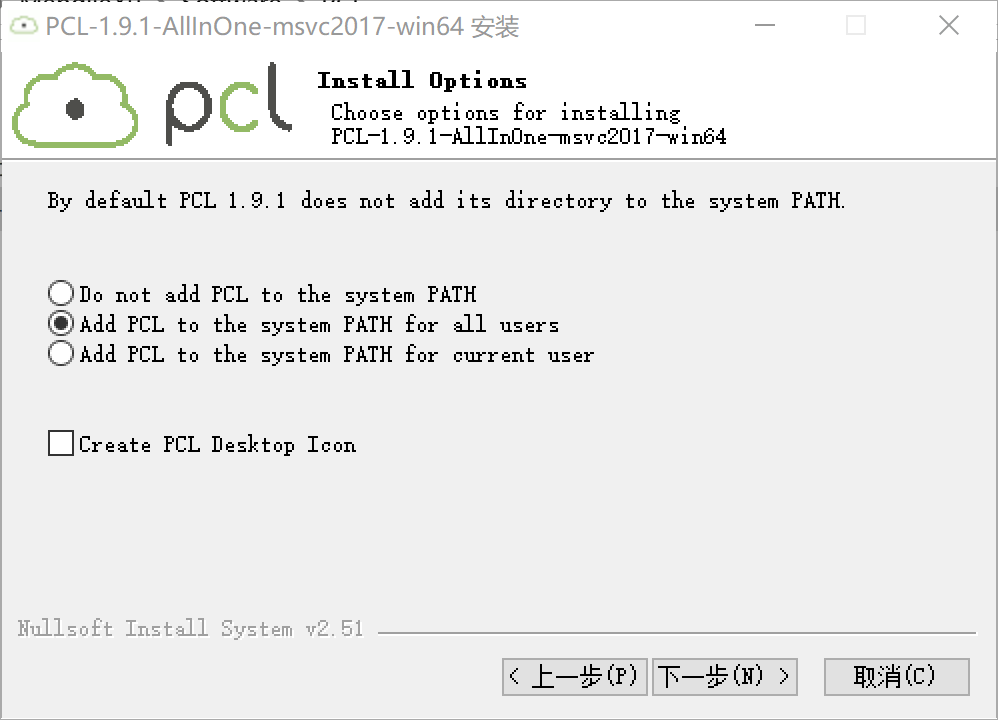 PCL-1.9.1-AllInOne-msvc2017-win64 安装
pcl
Install Options
Choose options for installing
PCL-1.9.1-AllInOne-msvc2017-win64
By default PCL 1.9.1 does not add its directory to the system PATH.
Do not add PCL to the system PATH
Add PCL to the system PATH for all users
Add PCL to the system PATH for current user
Create PCL Desktop Icon
Nullsoft Install System v2.51
< 上一步(P)
下一步(N) >
取消(C)